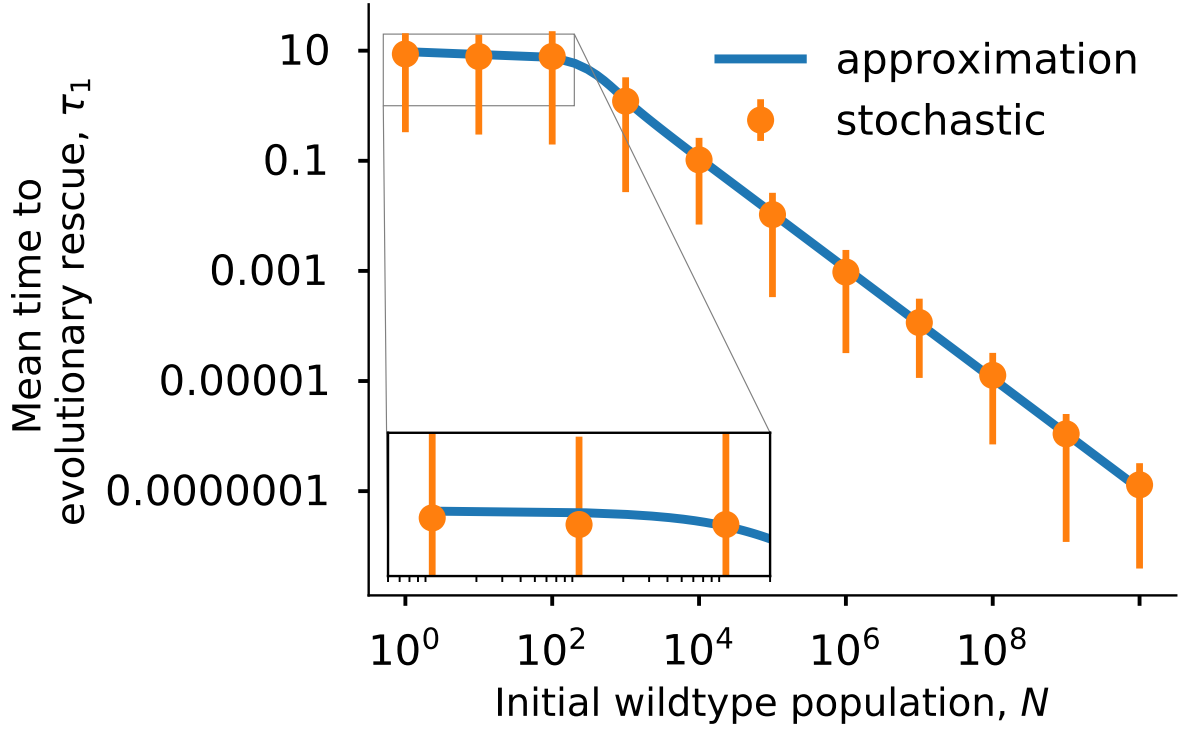 Mean time to
evolutionary rescue, τ₁
10
0.1
0.001
0.00001
0.0000001
approximation
stochastic
10⁰
10²
10⁴
10⁶
10⁸
Initial wildtype population, N